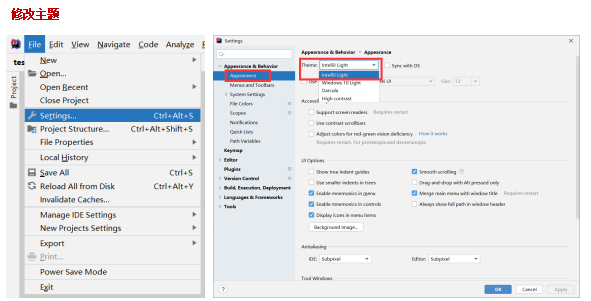 修改主题
File Edit View Navigate Code Analyze
New
Open...
Open Recent
Close Project
Settings... Ctrl+Alt+S
Project Structure... Ctrl+Alt+Shift+S
File Properties
Local History
Save All Ctrl+S
Reload All from Disk Ctrl+Alt+Y
Invalidate Caches...
Manage IDE Settings
New Projects Settings
Export
Print...
Power Save Mode
Exit
tes
Project
Settings
Appearance & Behavior
Appearance
Menus and Toolbars
System Settings
File Colors
Scopes
Notifications
Quick Lists
Path Variables
Keymap
Editor
Plugins
Version Control
Build, Execution, Deployment
Languages & Frameworks
Tools
Appearance & Behavior › Appearance
Theme: IntelliJ Light Sync with OS
IntelliJ Light
Windows 10 Light
Darcula
High contrast
Use Size: 12
Support screen readers Requires restart
Use contrast scrollbars
Adjust colors for red-green vision deficiency How it works
Requires restart. For protanopia and deuteranopia.
UI Options
Show tree indent guides Smooth scrolling
Use smaller indents in trees Drag-and-drop with Alt pressed only
Enable mnemonics in menu Merge main menu with window title Requires restart
Enable mnemonics in controls Always show full path in window header
Display icons in menu items
Background Image...
Antialiasing
IDE: Subpixel Editor: Subpixel
Tool Windows
? OK Cancel Apply